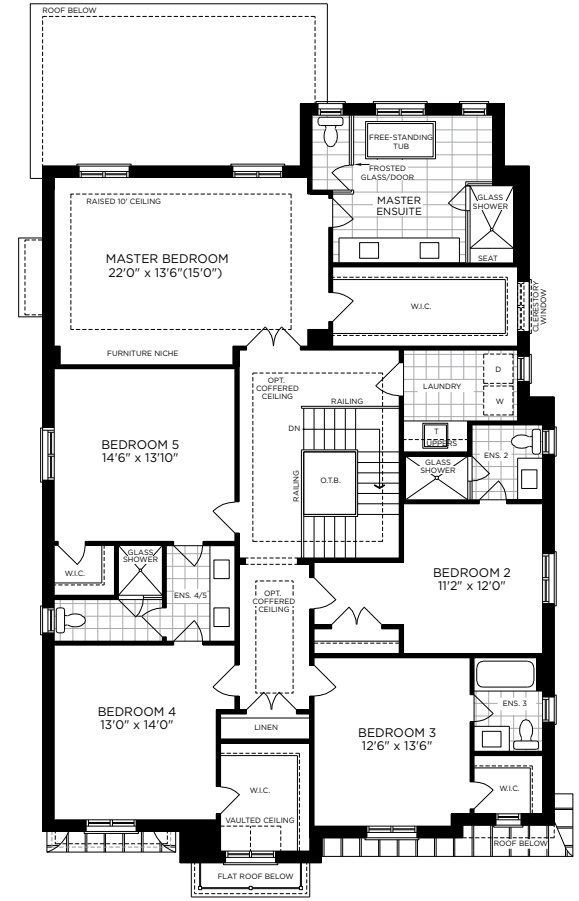 ROOF BELOW
FREE-STANDING
TUB
FROSTED
GLASS/DOOR
RAISED 10' CEILING
MASTER
ENSUITE
GLASS
SHOWER
SEAT
MASTER BEDROOM
22'0" x 13'6"(15'0")
W.I.C.
CLERESTORY
WINDOW
FURNITURE NICHE
OPT.
COFFERED
CEILING
LAUNDRY
D
W
RAILING
DN
T
UPPERS
BEDROOM 5
14'6" x 13'10"
RAILING
O.T.B.
GLASS
SHOWER
ENS. 2
W.I.C.
GLASS
SHOWER
ENS. 4/5
OPT.
COFFERED
CEILING
BEDROOM 2
11'2" x 12'0"
BEDROOM 4
13'0" x 14'0"
LINEN
BEDROOM 3
12'6" x 13'6"
ENS. 3
W.I.C.
VAULTED CEILING
W.I.C.
ROOF BELOW
FLAT ROOF BELOW